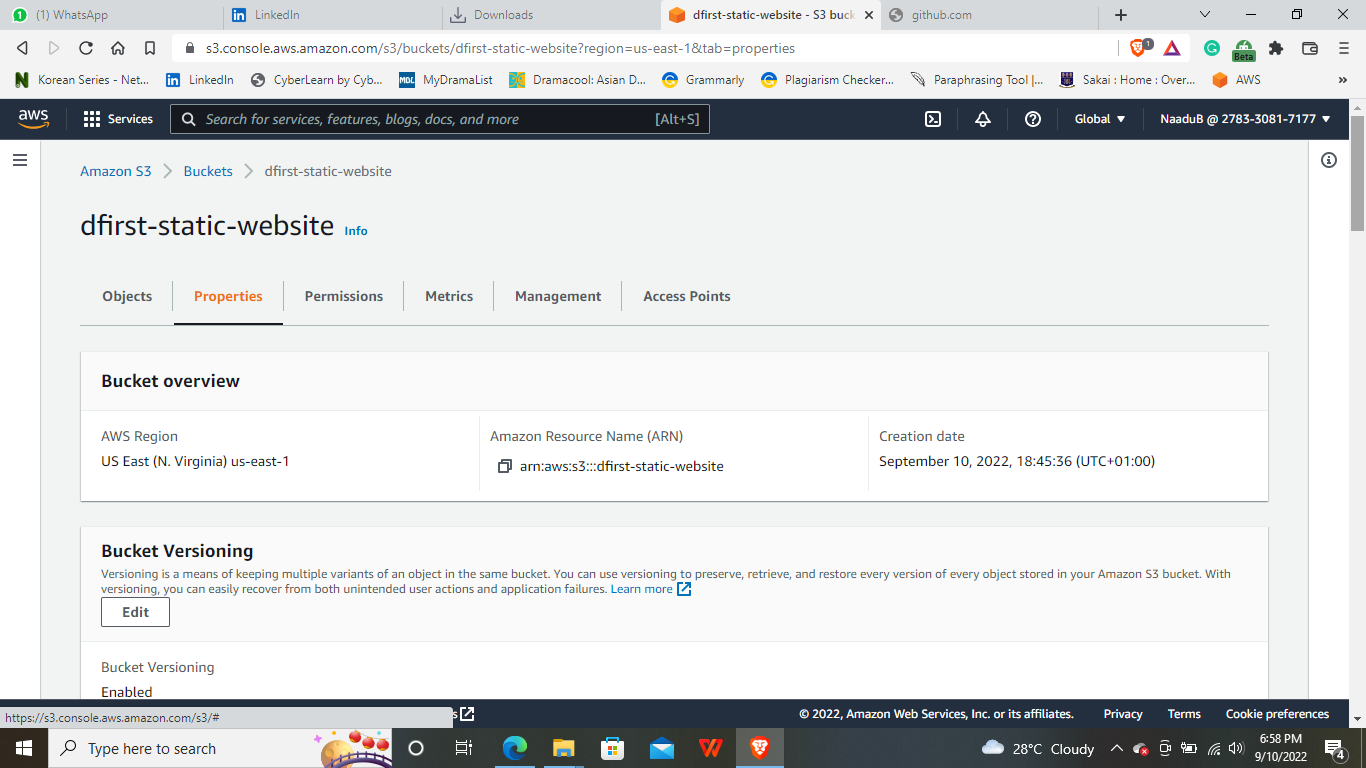 (1) WhatsApp
LinkedIn
Downloads
dfirst-static-website - S3 buck
github.com
s3.console.aws.amazon.com/s3/buckets/dfirst-static-website?region=us-east-1&tab=properties
1
Beta
Korean Series - Net...
LinkedIn
CyberLearn by Cyb...
MDL
MyDramaList
Dramacool: Asian D...
Grammarly
Plagiarism Checker...
Paraphrasing Tool |...
Sakai : Home : Over...
AWS
aws
Services
Search for services, features, blogs, docs, and more
[Alt+S]
Global
NaaduB @ 2783-3081-7177
Amazon S3
Buckets
dfirst-static-website
dfirst-static-website
Info
Objects
Properties
Permissions
Metrics
Management
Access Points
Bucket overview
AWS Region
US East (N. Virginia) us-east-1
Amazon Resource Name (ARN)
arn:aws:s3:::dfirst-static-website
Creation date
September 10, 2022, 18:45:36 (UTC+01:00)
Bucket Versioning
Versioning is a means of keeping multiple variants of an object in the same bucket. You can use versioning to preserve, retrieve, and restore every version of every object stored in your Amazon S3 bucket. With
versioning, you can easily recover from both unintended user actions and application failures. Learn more
Edit
Bucket Versioning
Enabled
https://s3.console.aws.amazon.com/s3/#
s
© 2022, Amazon Web Services, Inc. or its affiliates.
Privacy
Terms
Cookie preferences
Type here to search
28°C Cloudy
6:58 PM
9/10/2022
4